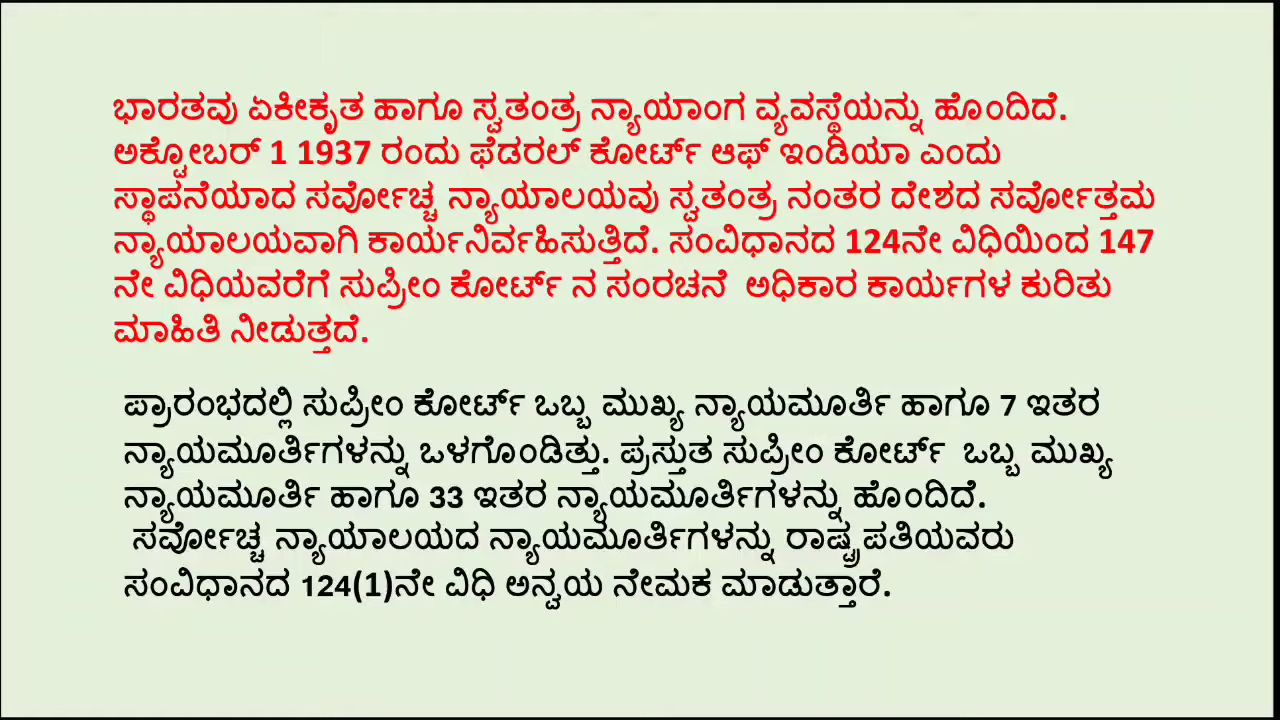 ಭಾರತವು ಏಕೀಕೃತ ಹಾಗೂ ಸ್ವತಂತ್ರ ನ್ಯಾಯಾಂಗ ವ್ಯವಸ್ಥೆಯನ್ನು ಹೊಂದಿದೆ.
ಅಕ್ಟೋಬರ್ 1 1937 ರಂದು ಫೆಡರಲ್ ಕೋರ್ಟ್ ಆಫ್ ಇಂಡಿಯಾ ಎಂದು
ಸ್ಥಾಪನೆಯಾದ ಸರ್ವೋಚ್ಚ ನ್ಯಾಯಾಲಯವು ಸ್ವತಂತ್ರ ನಂತರ ದೇಶದ ಸರ್ವೋತ್ತಮ
ನ್ಯಾಯಾಲಯವಾಗಿ ಕಾರ್ಯನಿರ್ವಹಿಸುತ್ತಿದೆ. ಸಂವಿಧಾನದ 124ನೇ ವಿಧಿಯಿಂದ 147
ನೇ ವಿಧಿಯವರೆಗೆ ಸುಪ್ರೀಂ ಕೋರ್ಟ್ ನ ಸಂರಚನೆ ಅಧಿಕಾರ ಕಾರ್ಯಗಳ ಕುರಿತು
ಮಾಹಿತಿ ನೀಡುತ್ತದೆ.
ಪ್ರಾರಂಭದಲ್ಲಿ ಸುಪ್ರೀಂ ಕೋರ್ಟ್ ಒಬ್ಬ ಮುಖ್ಯ ನ್ಯಾಯಮೂರ್ತಿ ಹಾಗೂ 7 ಇತರ
ನ್ಯಾಯಮೂರ್ತಿಗಳನ್ನು ಒಳಗೊಂಡಿತ್ತು. ಪ್ರಸ್ತುತ ಸುಪ್ರೀಂ ಕೋರ್ಟ್ ಒಬ್ಬ ಮುಖ್ಯ
ನ್ಯಾಯಮೂರ್ತಿ ಹಾಗೂ 33 ಇತರ ನ್ಯಾಯಮೂರ್ತಿಗಳನ್ನು ಹೊಂದಿದೆ.
ಸರ್ವೋಚ್ಚ ನ್ಯಾಯಾಲಯದ ನ್ಯಾಯಮೂರ್ತಿಗಳನ್ನು ರಾಷ್ಟ್ರಪತಿಯವರು
ಸಂವಿಧಾನದ 124(1)ನೇ ವಿಧಿ ಅನ್ವಯ ನೇಮಕ ಮಾಡುತ್ತಾರೆ.